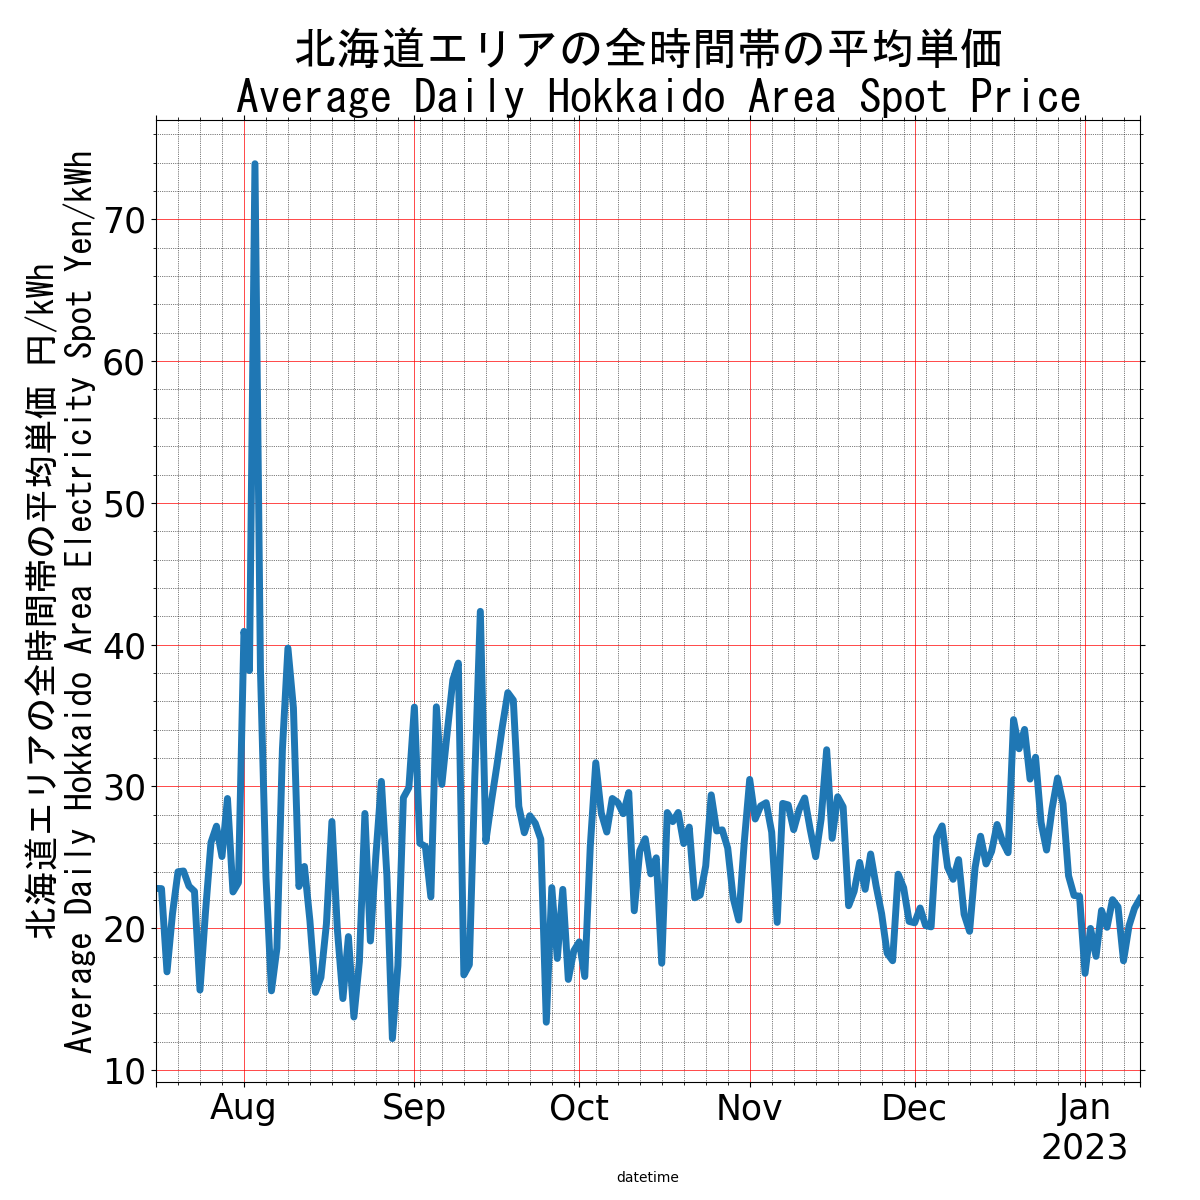 北海道エリアの全時間帯の平均単価
Average Daily Hokkaido Area Spot Price
北海道エリアの全時間帯の平均単価 円/kWh
Average Daily Hokkaido Area Electricity Spot Yen/kWh
70
60
50
40
30
20
10
Aug Sep Oct Nov Dec Jan
2023
datetime